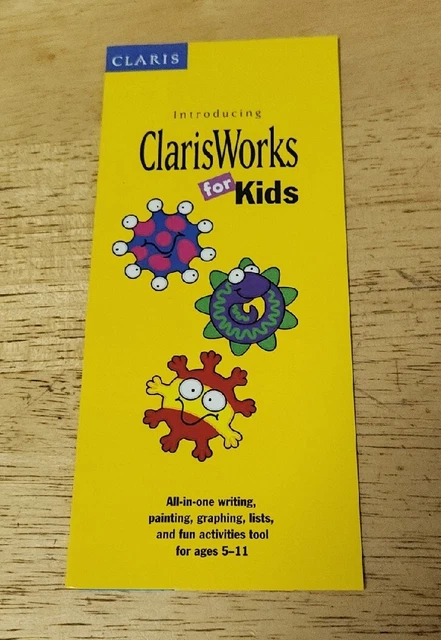 CLARIS
Introducing
ClarisWorks
for Kids
All-in-one writing,
painting, graphing, lists,
and fun activities tool
for ages 5–11